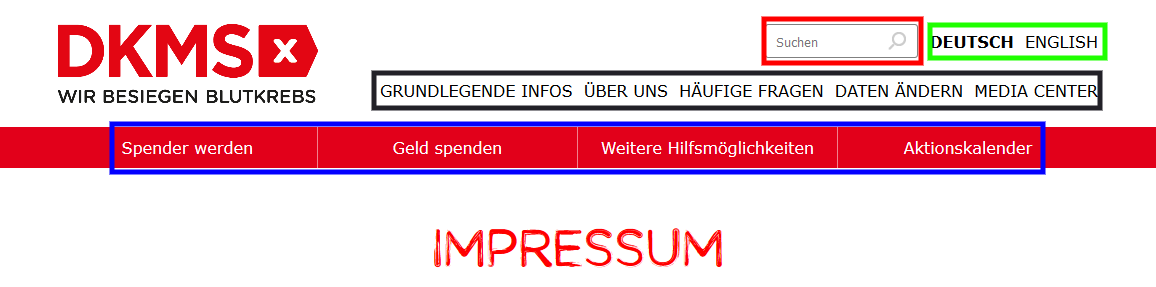 DKMS x
WIR BESIEGEN BLUTKREBS
Suchen
DEUTSCH ENGLISH
GRUNDLEGENDE INFOS ÜBER UNS HÄUFIGE FRAGEN DATEN ÄNDERN MEDIA CENTER
Spender werden Geld spenden Weitere Hilfsmöglichkeiten Aktionskalender
IMPRESSUM